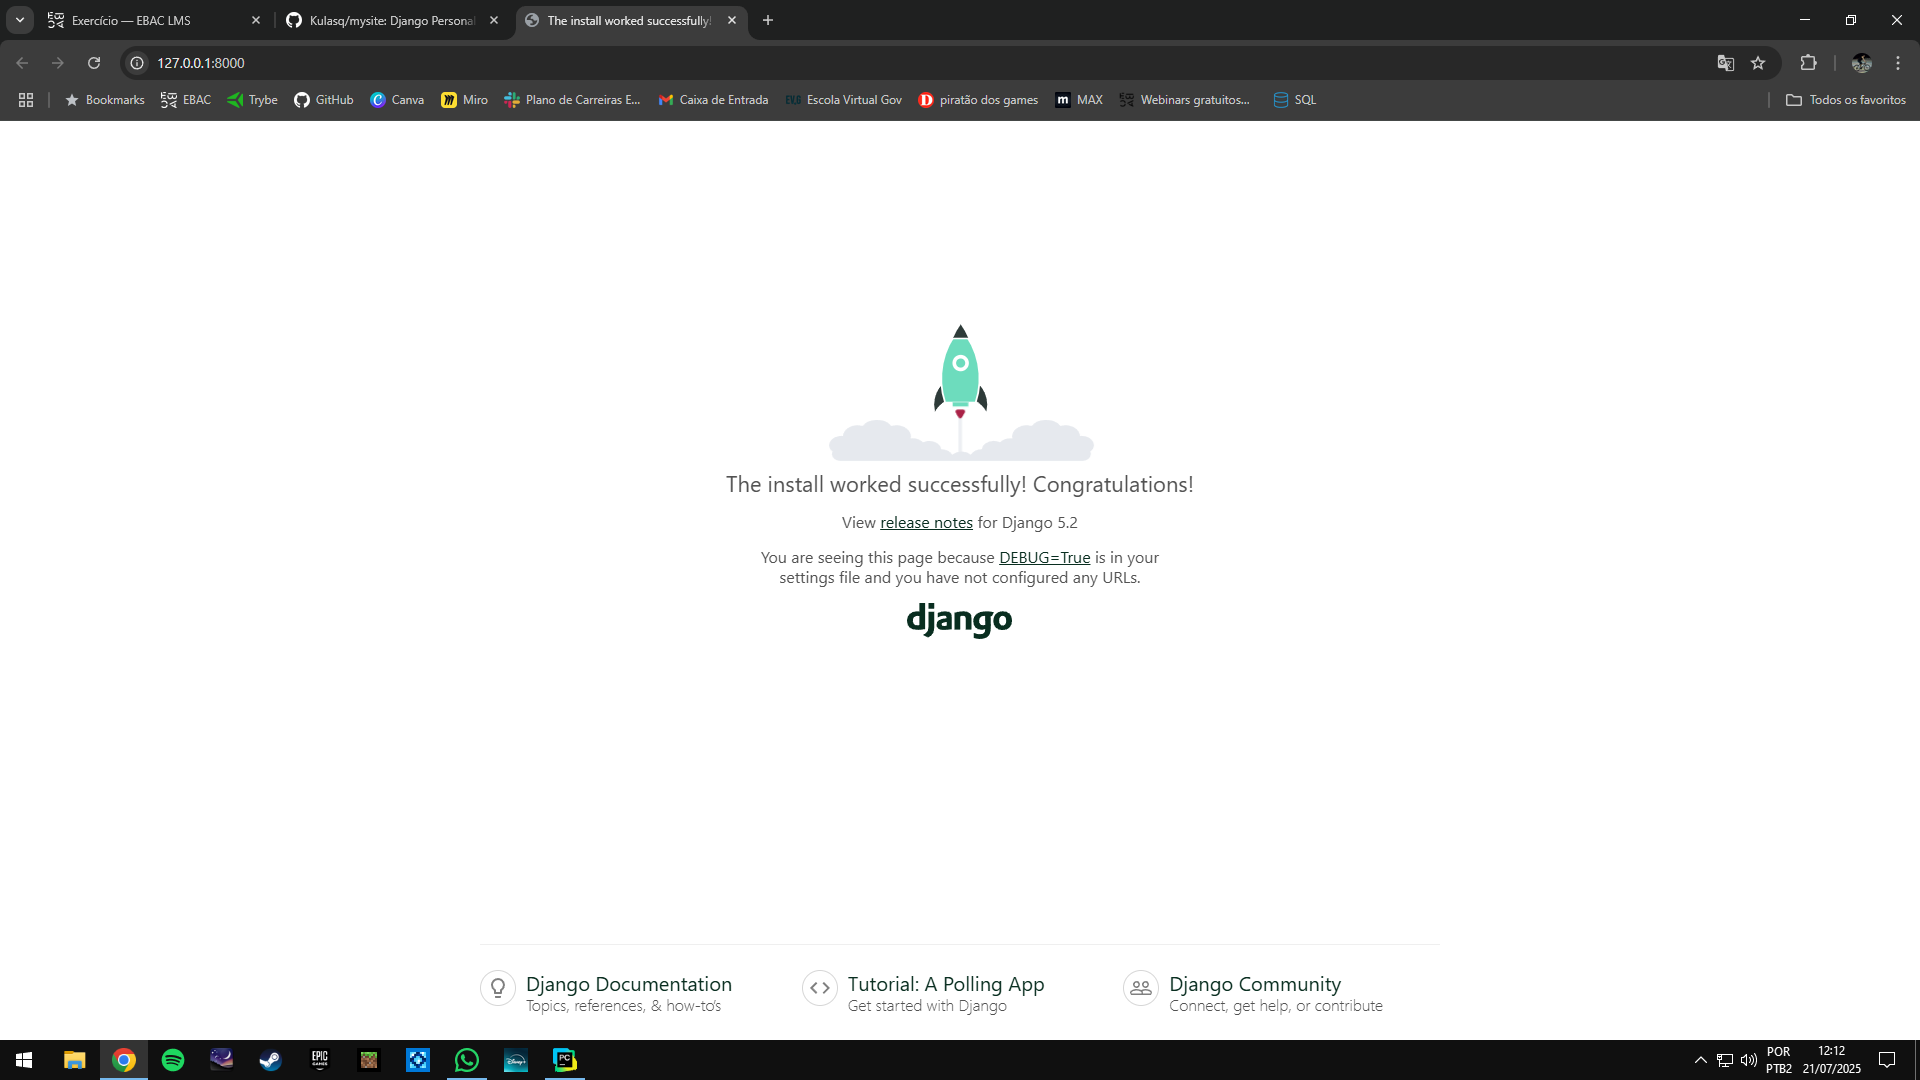 Exercício — EBAC LMS
Kulasq/mysite: Django Personal
The install worked successfully!
127.0.0.1:8000
Bookmarks
EBAC
Trybe
GitHub
Canva
Miro
Plano de Carreiras E...
Caixa de Entrada
Escola Virtual Gov
piratão dos games
MAX
Webinars gratuitos...
SQL
Todos os favoritos
The install worked successfully! Congratulations!
View release notes for Django 5.2
You are seeing this page because DEBUG=True is in your
settings file and you have not configured any URLs.
django
Django Documentation
Topics, references, & how-to's
Tutorial: A Polling App
Get started with Django
Django Community
Connect, get help, or contribute
EPIC
GAMES
Disney+
PC
POR
PTB2
12:12
21/07/2025